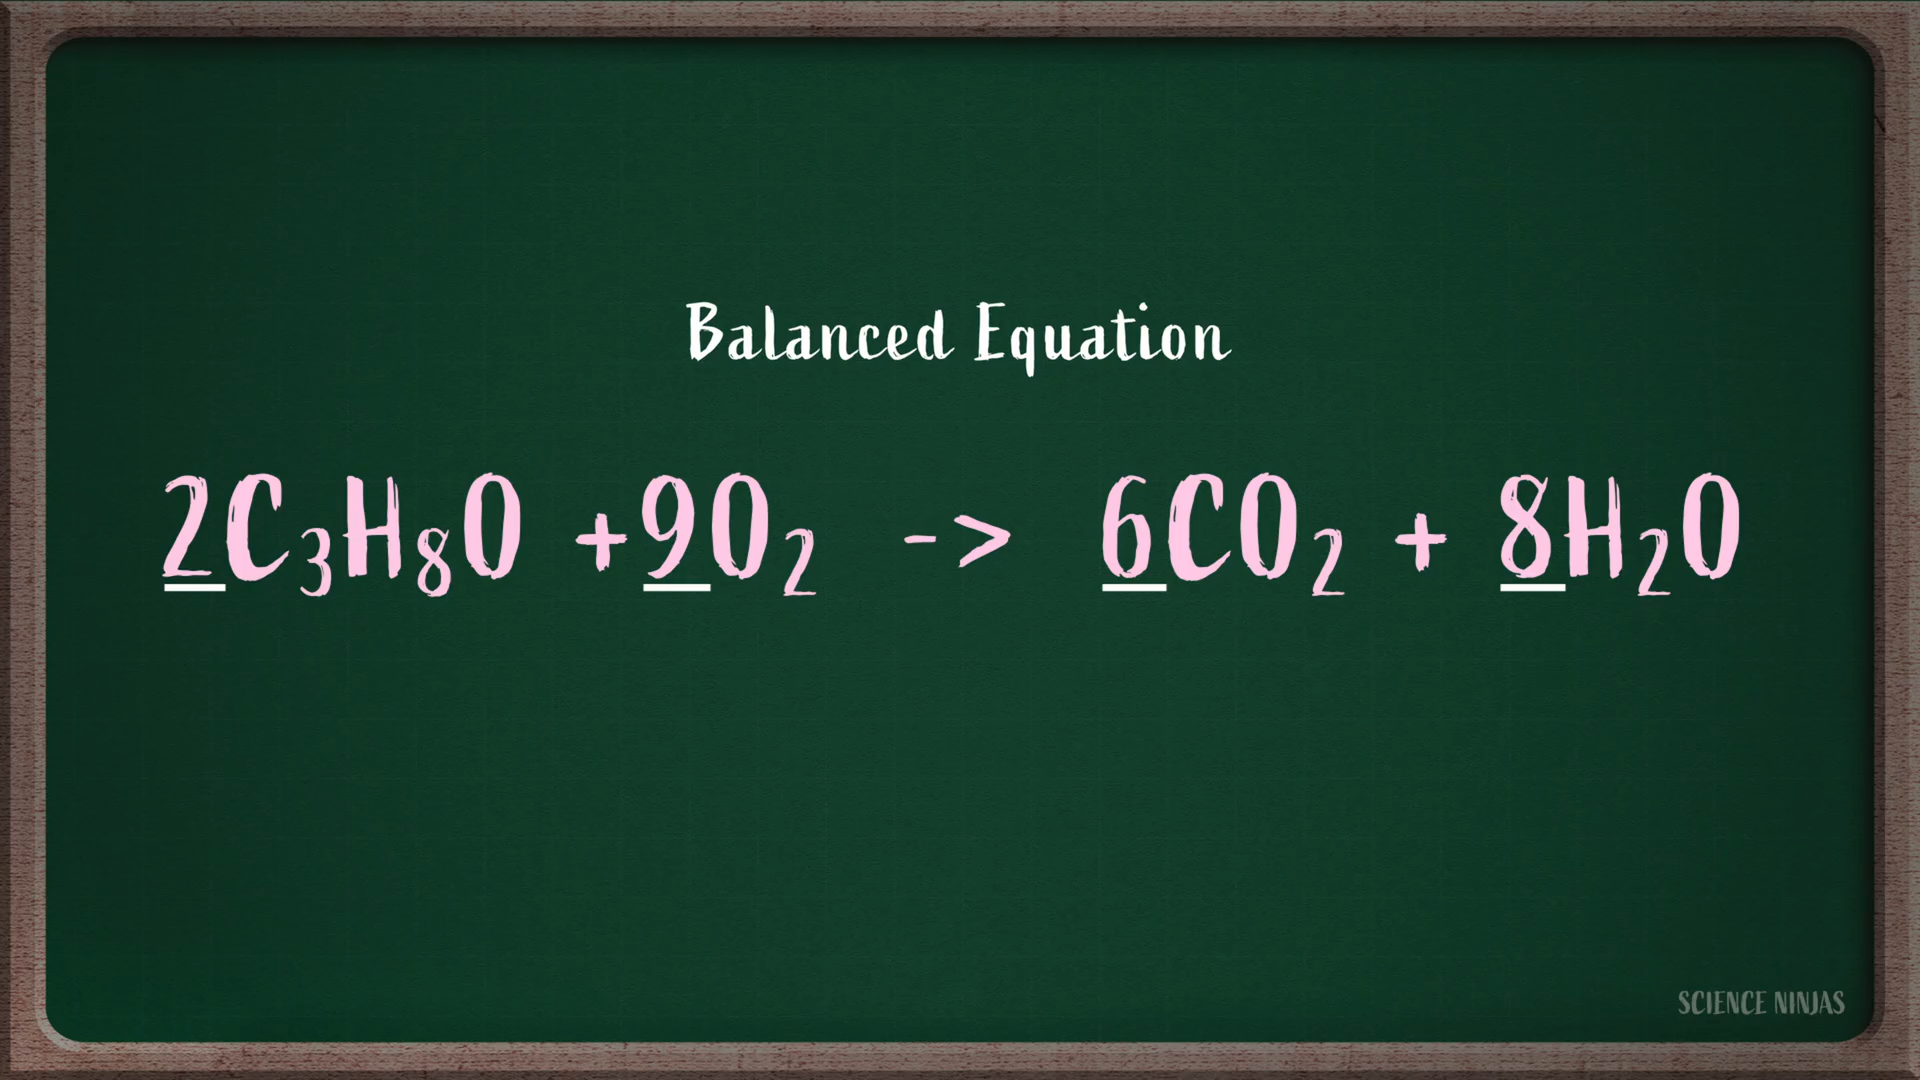 Balanced Equation
2C₃H₈O +9O₂ -> 6CO₂ + 8H₂O
SCIENCE NINJAS